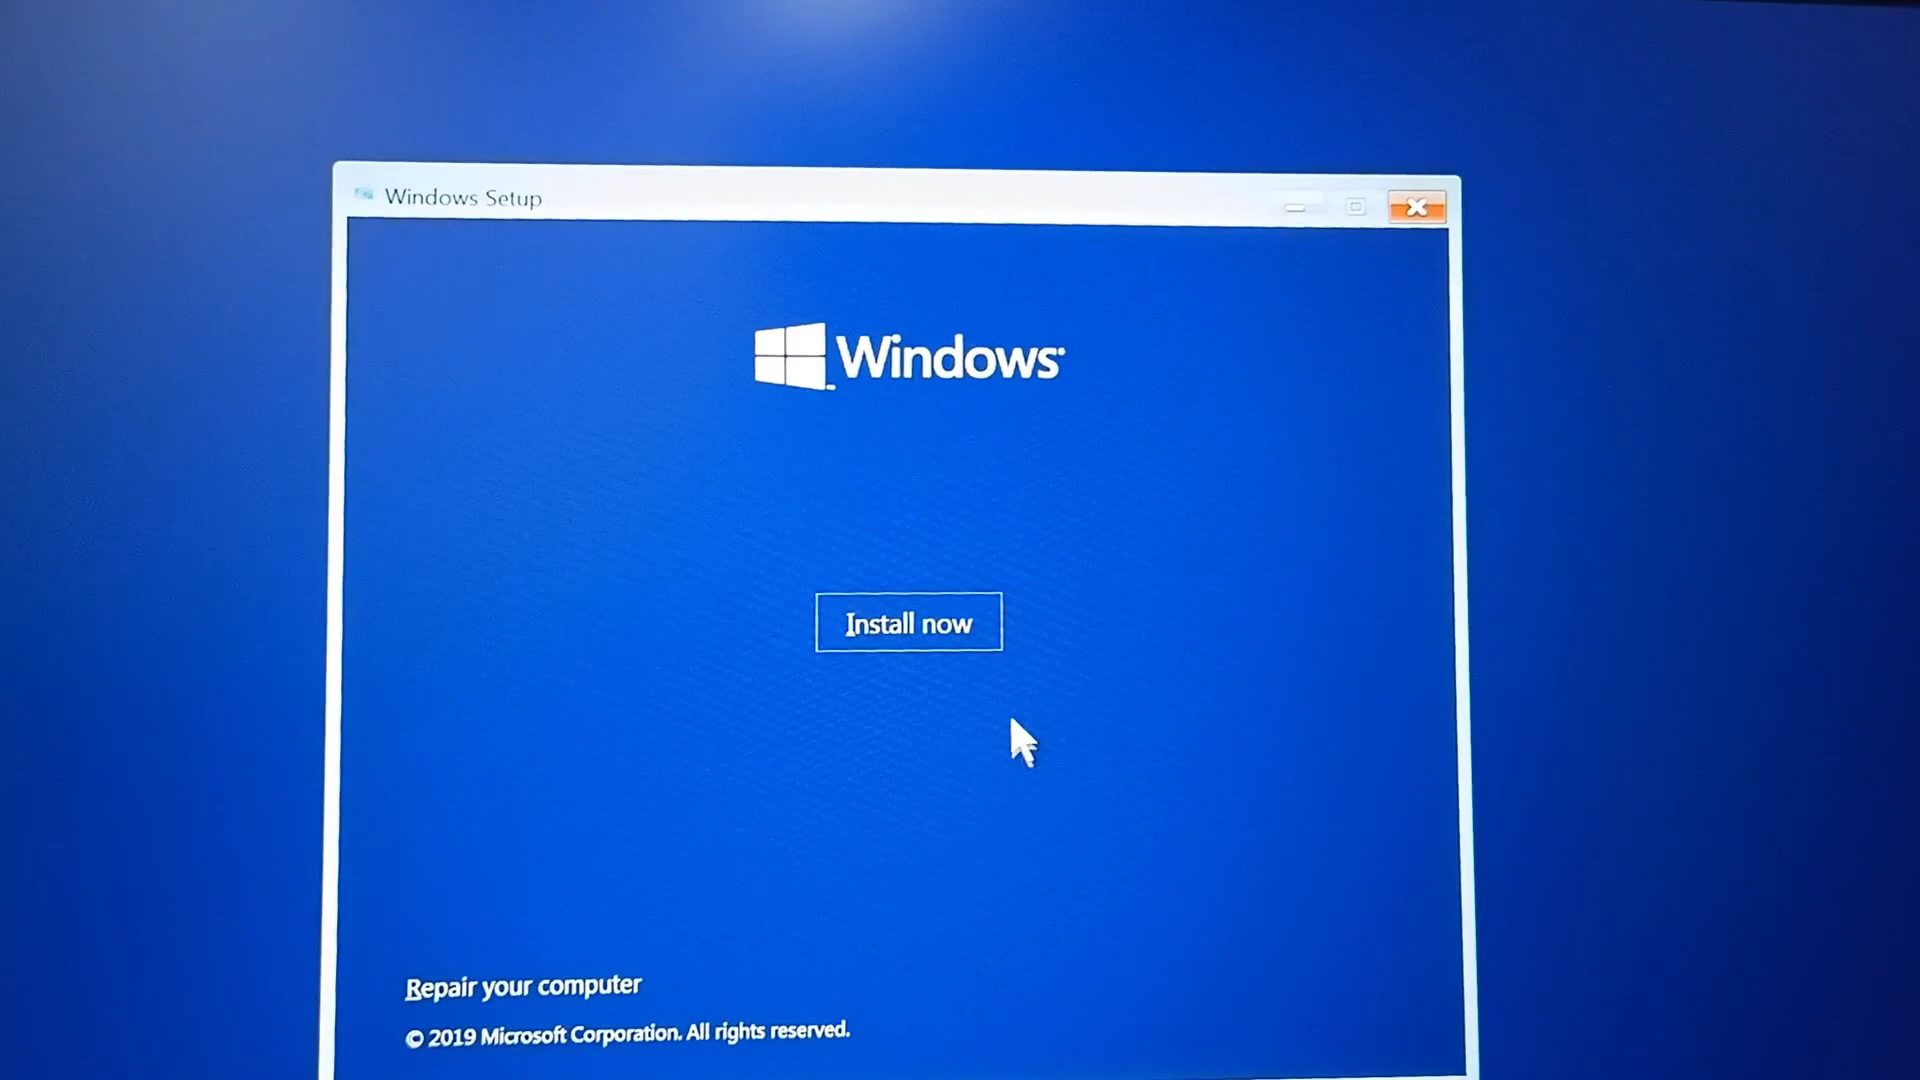 Windows Setup
Windows
Install now
Repair your computer
© 2019 Microsoft Corporation. All rights reserved.